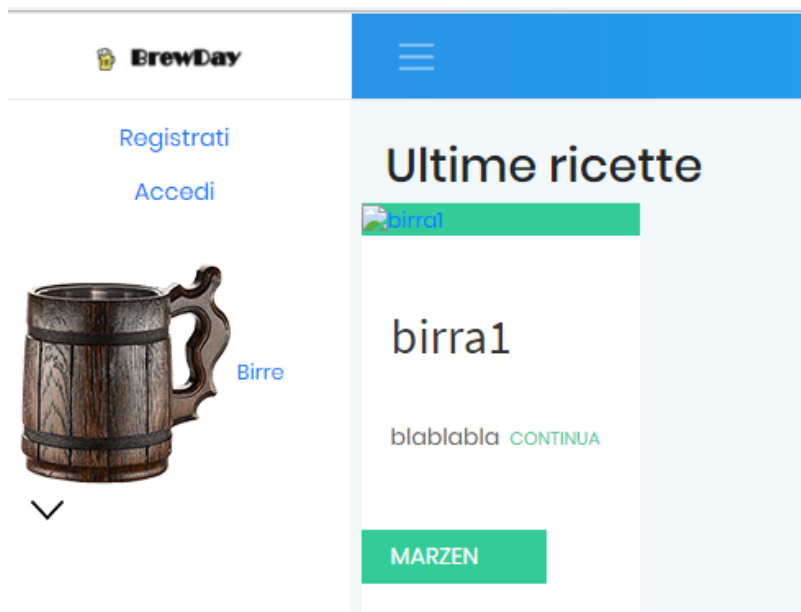 BrewDay
Registrati
Accedi
Birre
Ultime ricette
birra1
birra1
blablabla CONTINUA
MARZEN